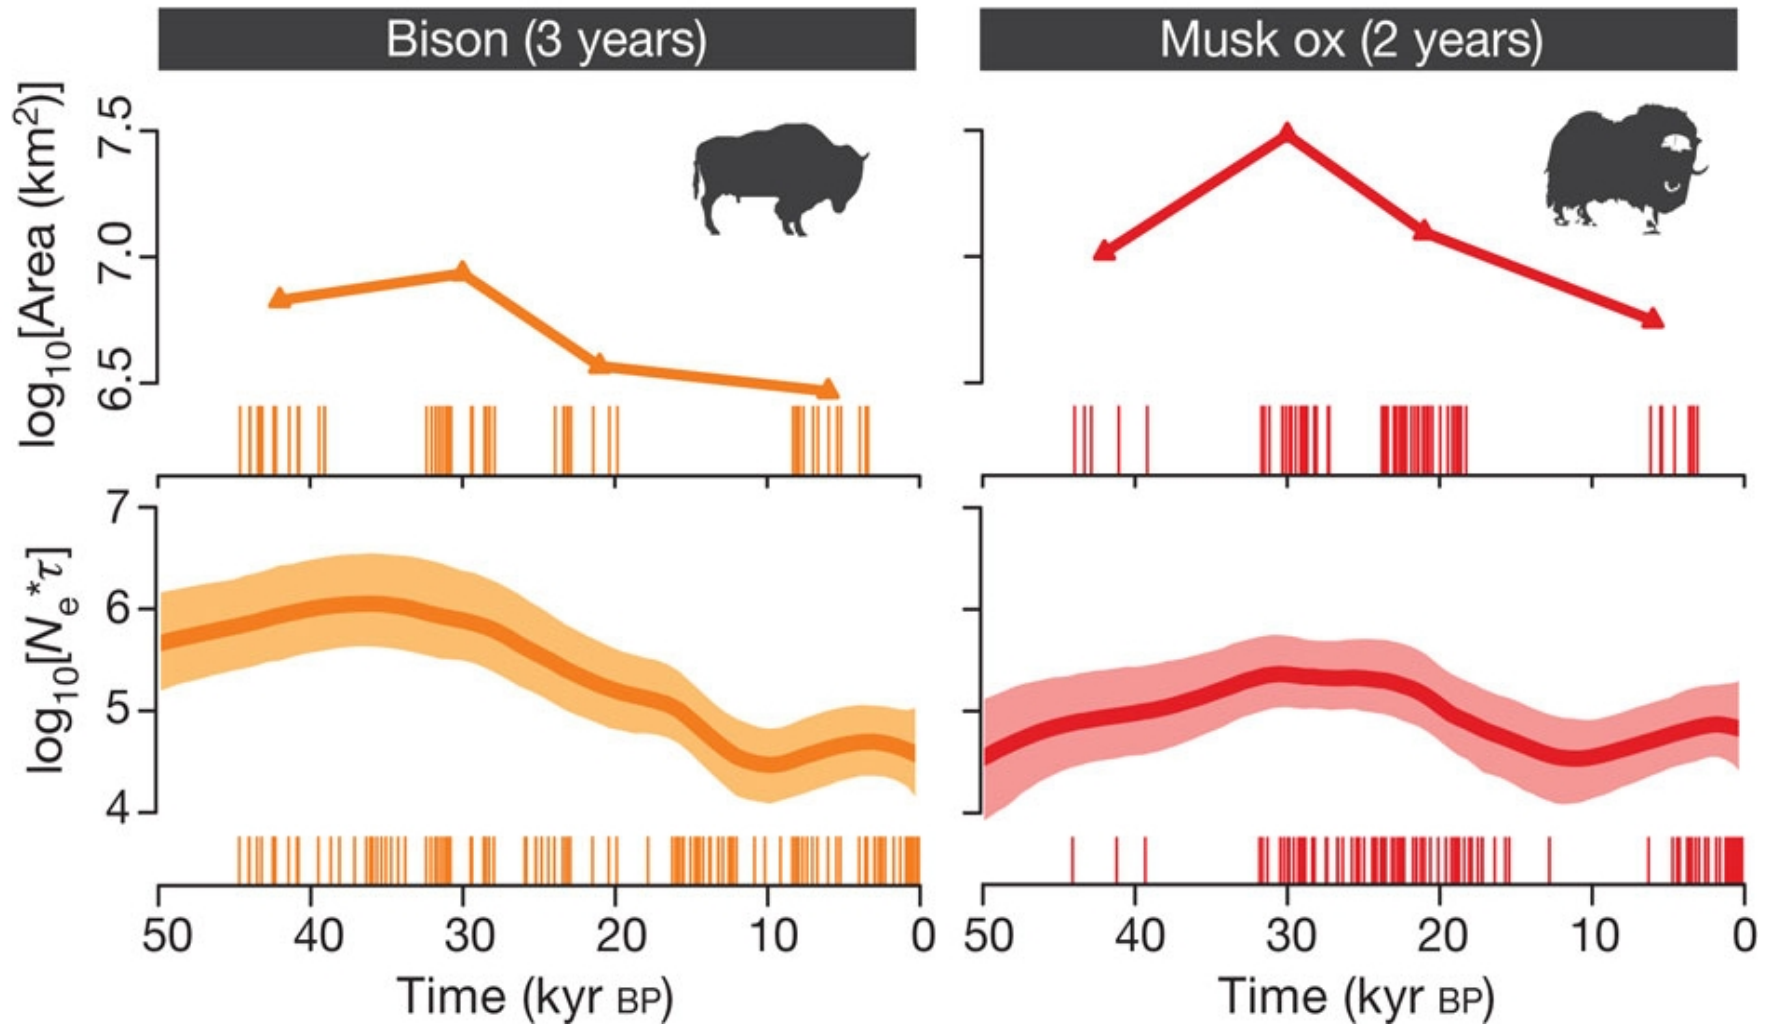 Bison (3 years)
Musk ox (2 years)
log₁₀[Area (km²)]
7.5
7.0
6.5
log₁₀[Nₑ*τ]
7
6
5
4
50 40 30 20 10 0
50 40 30 20 10 0
Time (kyr BP)
Time (kyr BP)